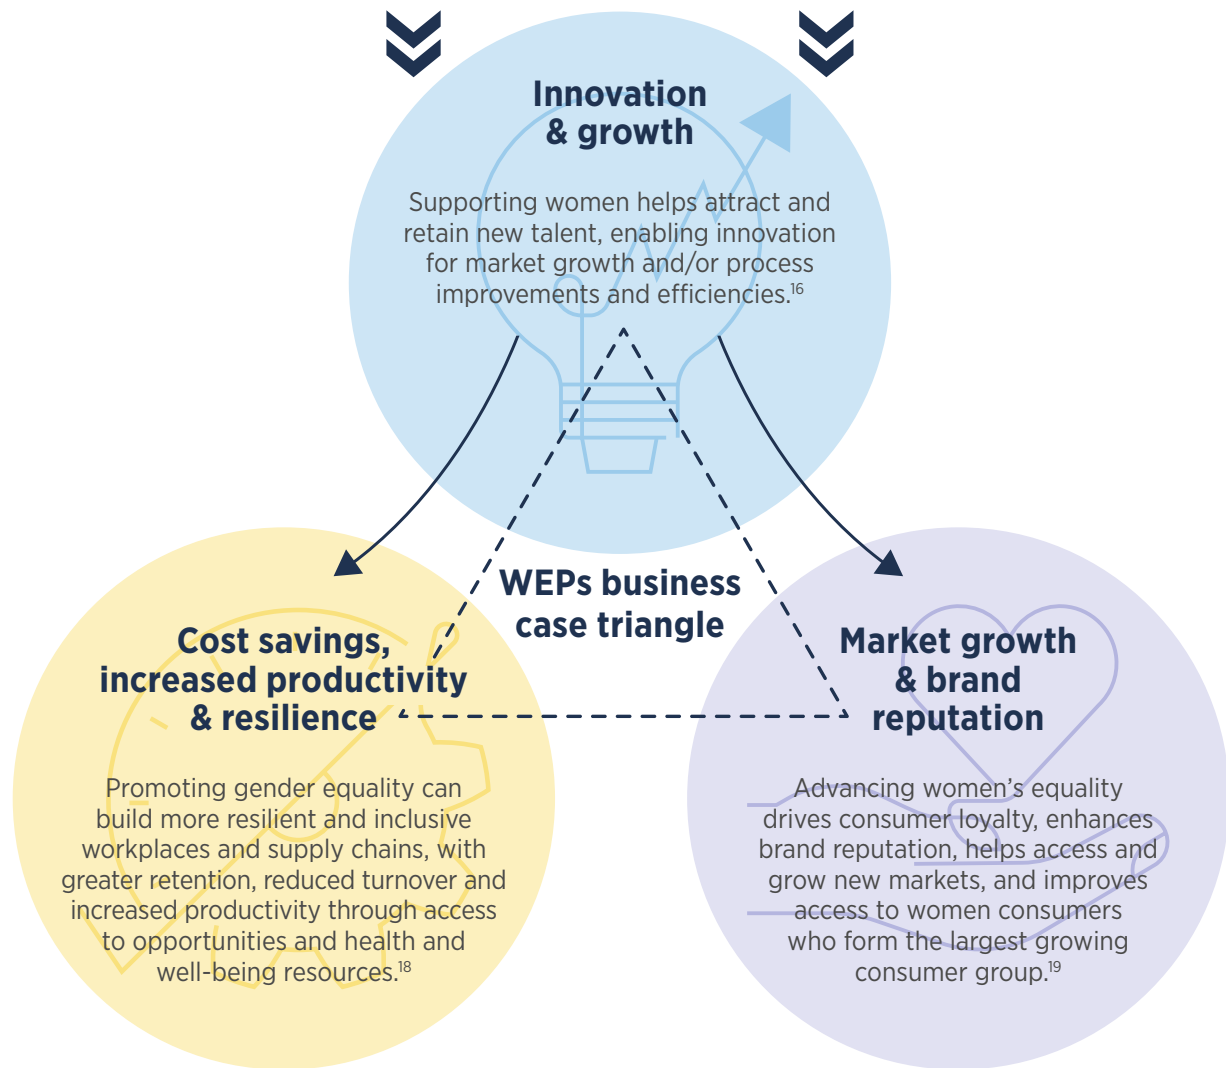 Innovation
& growth
Supporting women helps attract and
retain new talent, enabling innovation
for market growth and/or process
improvements and efficiencies.16
WEPs business
case triangle
Cost savings,
increased productivity
& resilience
Promoting gender equality can
build more resilient and inclusive
workplaces and supply chains, with
greater retention, reduced turnover and
increased productivity through access
to opportunities and health and
well-being resources.18
Market growth
& brand
reputation
Advancing women’s equality
drives consumer loyalty, enhances
brand reputation, helps access and
grow new markets, and improves
access to women consumers
who form the largest growing
consumer group.19